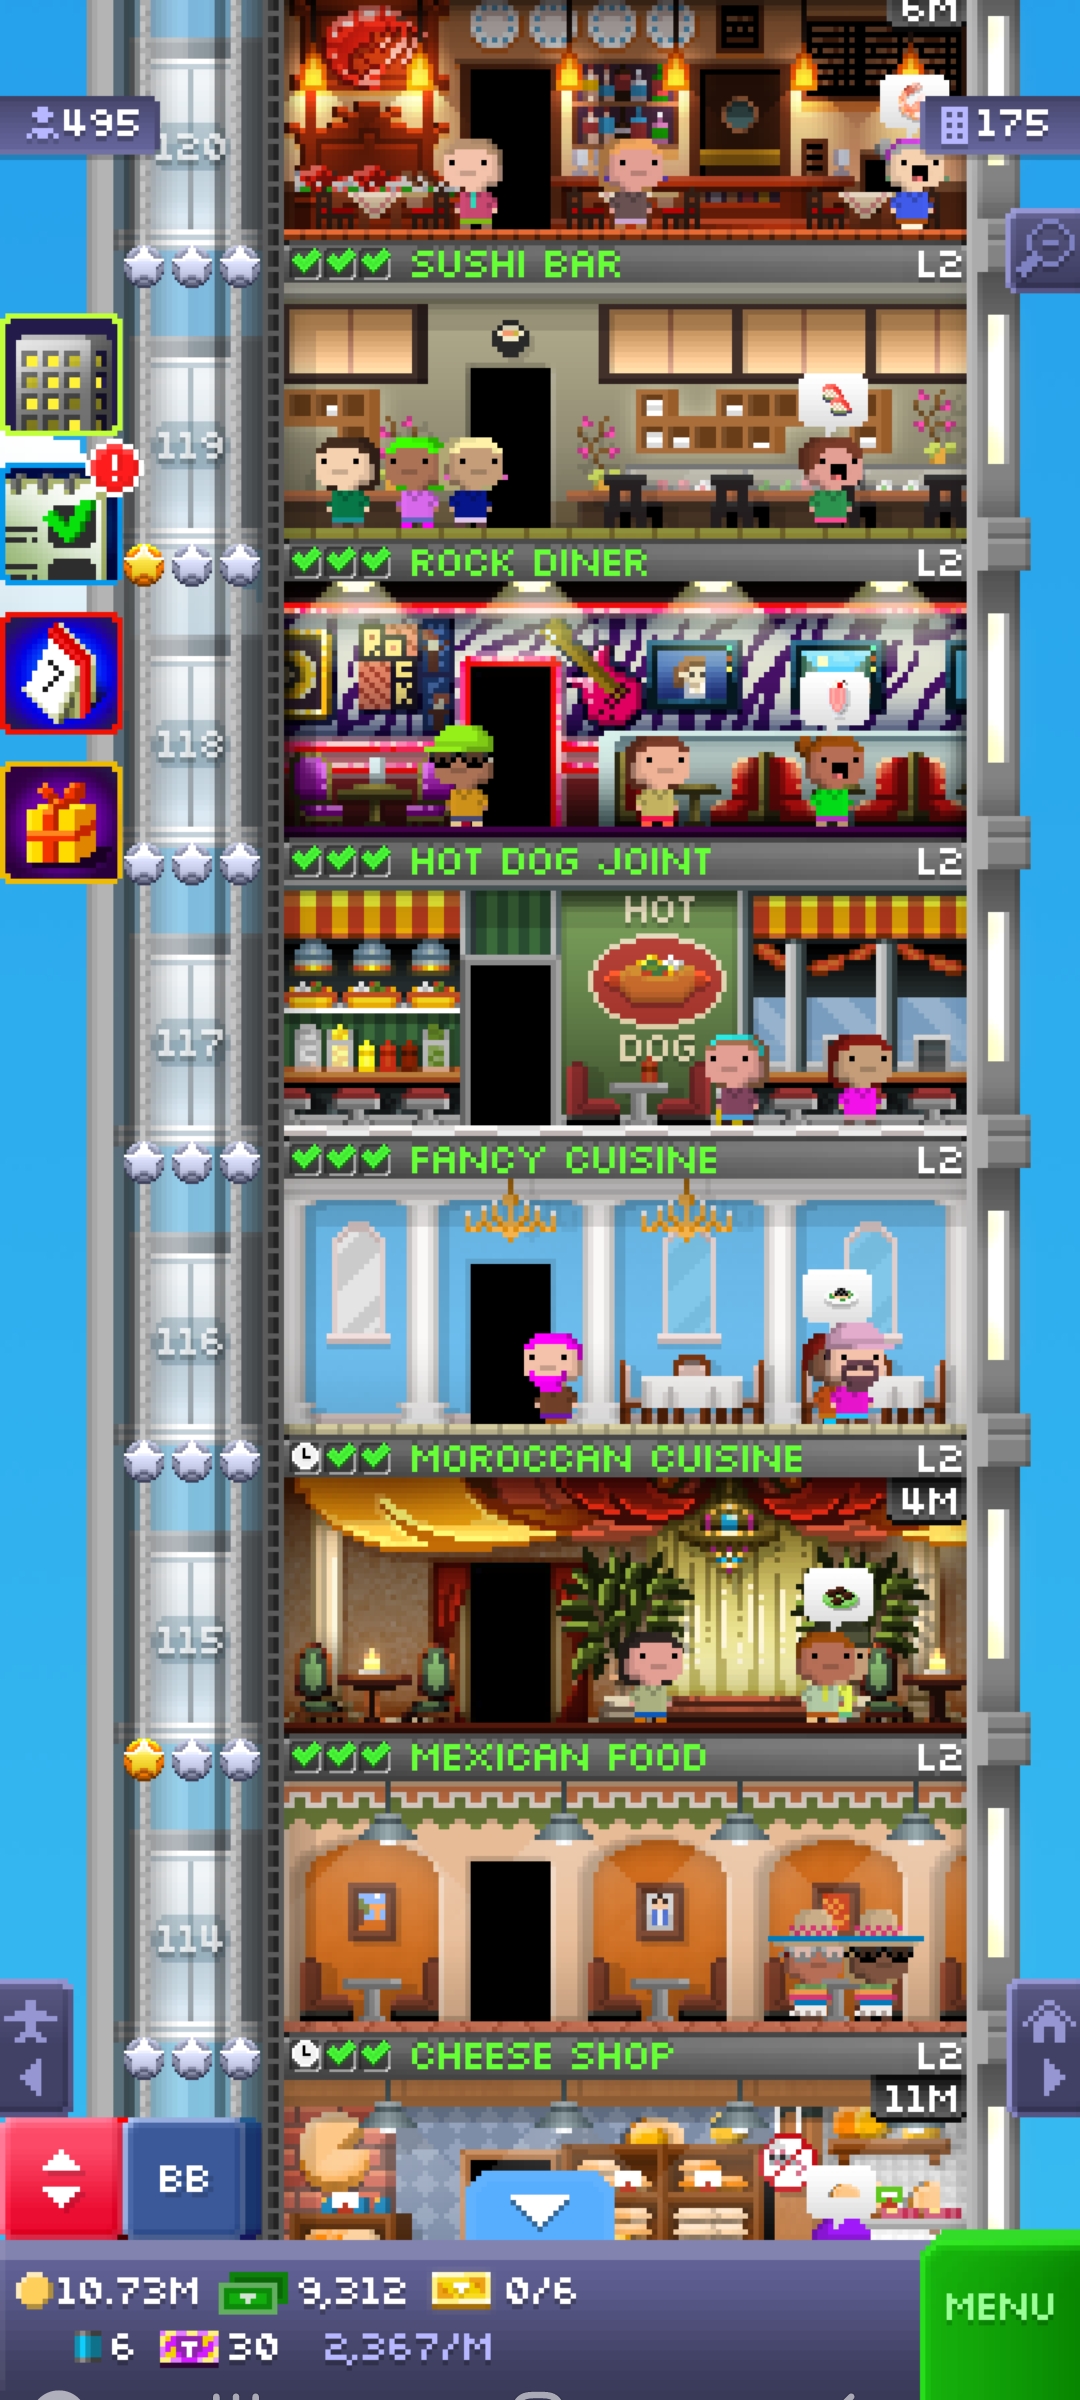 6M
495
175
120
SUSHI BAR L2
119
ROCK DINER L2
ROCK
118
HOT DOG JOINT L2
HOT
DOG
117
FANCY CUISINE L2
116
MOROCCAN CUISINE L2
4M
115
MEXICAN FOOD L2
114
CHEESE SHOP L2
11M
BB
10.73M 9,312 0/6
MENU
6 T 30 2,367/M